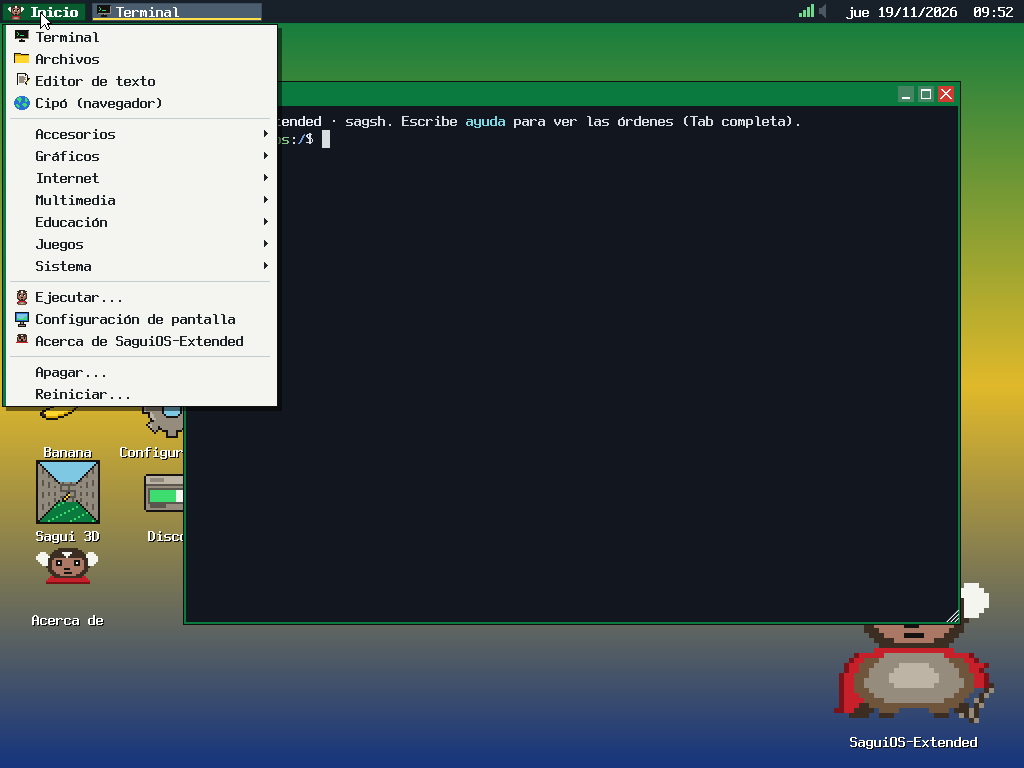 Inicio
Terminal
jue 19/11/2026 09:52
Terminal
Archivos
Editor de texto
Cipó (navegador)
Accesorios
Gráficos
Internet
Multimedia
Educación
Juegos
Sistema
Ejecutar...
Configuración de pantalla
Acerca de SaguiOS-Extended
Apagar...
Reiniciar...
tended · sagsh. Escribe ayuda para ver las órdenes (Tab completa).
os:/$
Banana
Configur
Sagui 3D
Disco
Acerca de
SaguiOS-Extended